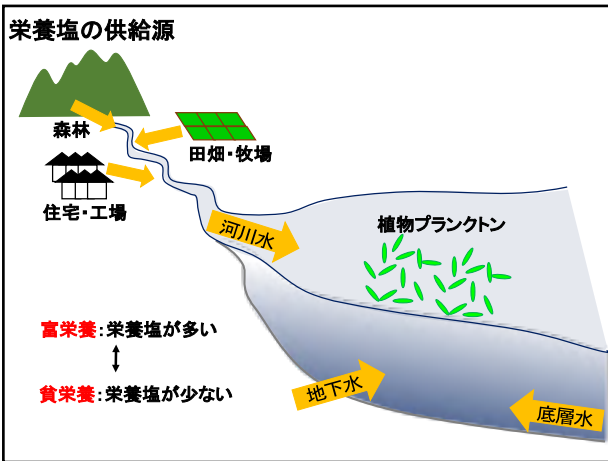 栄養塩の供給源
森林
田畑・牧場
住宅・工場
河川水
植物プランクトン
富栄養:栄養塩が多い
貧栄養:栄養塩が少ない
地下水
底層水